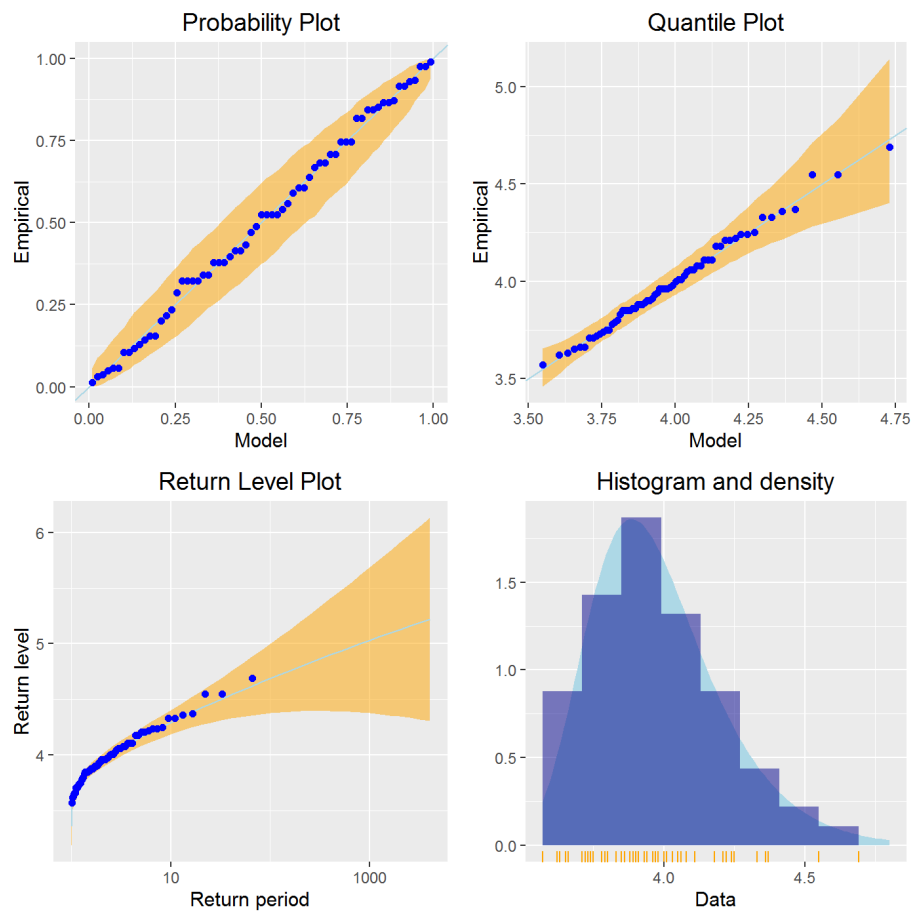 Probability Plot
Empirical
1.00
0.75
0.50
0.25
0.00
0.00 0.25 0.50 0.75 1.00
Model
Quantile Plot
Empirical
5.0
4.5
4.0
3.5
3.50 3.75 4.00 4.25 4.50 4.75
Model
Return Level Plot
Return level
6
5
4
10 1000
Return period
Histogram and density
1.5
1.0
0.5
0.0
4.0 4.5
Data